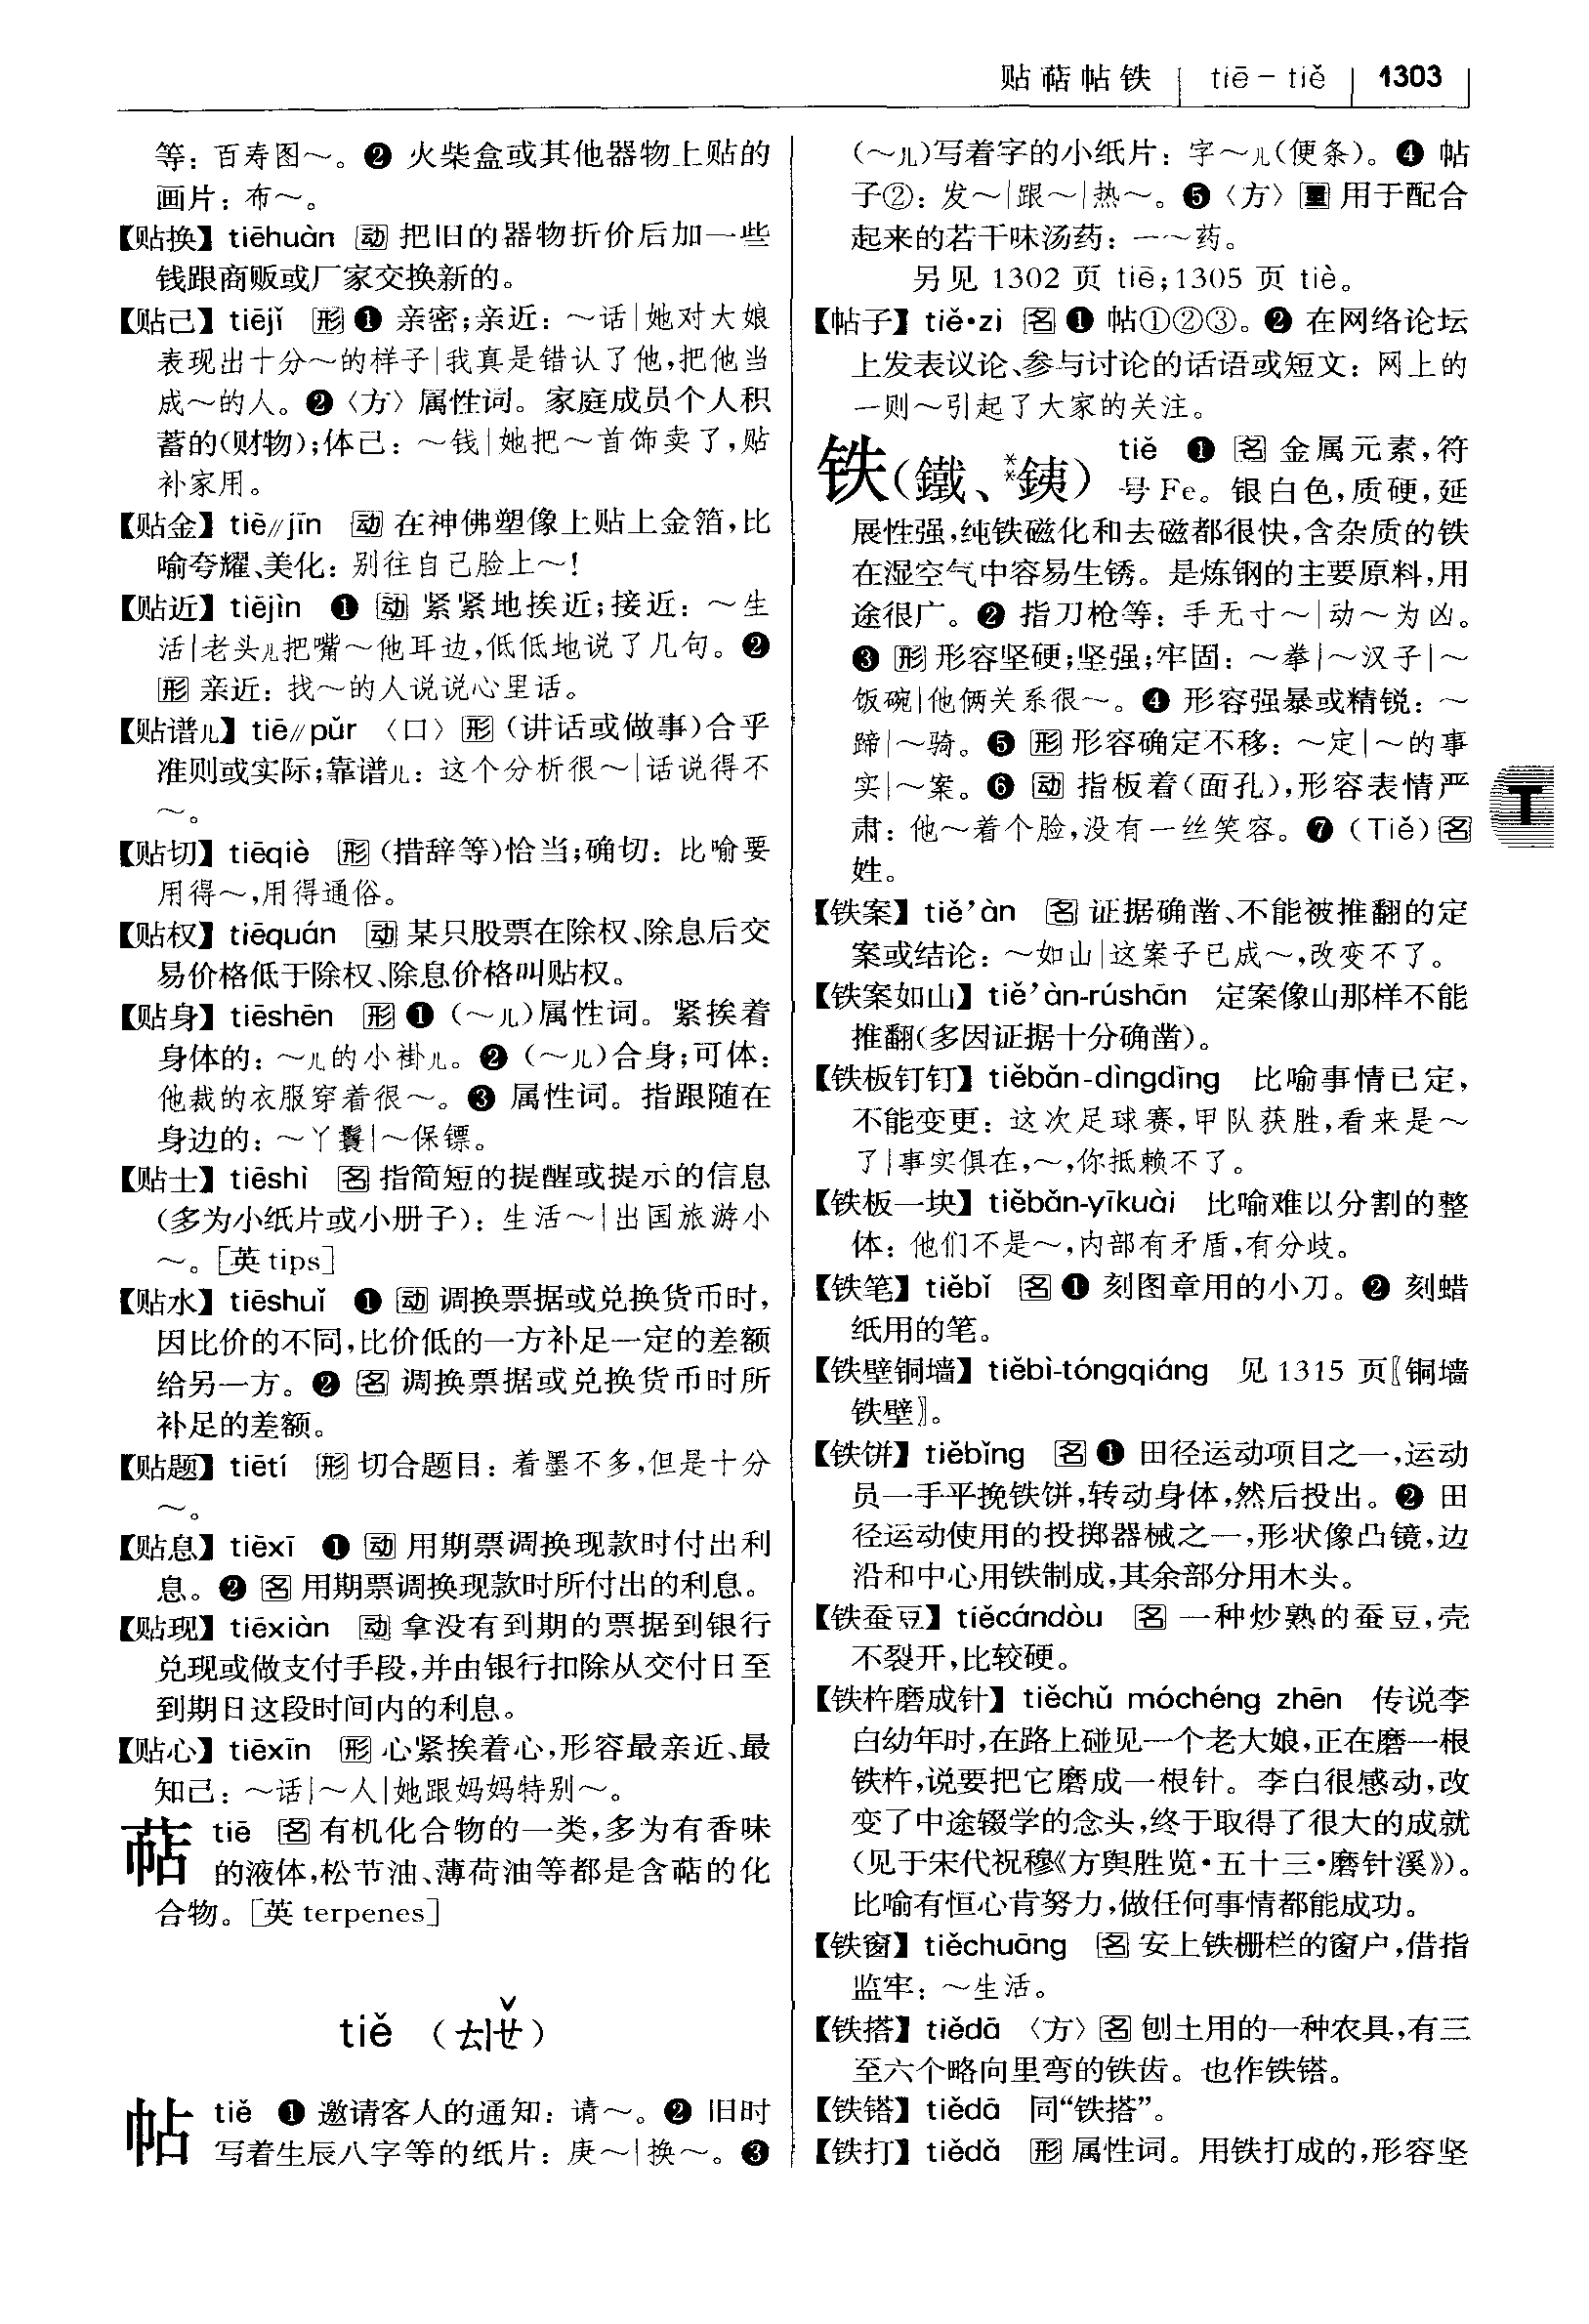 贴萜帖铁 | tiē－tiě | 1303
等：百寿图～。❷ 火柴盒或其他器物上贴的
画片：布～。
【贴换】tiēhuàn 动 把旧的器物折价后加一些
钱跟商贩或厂家交换新的。
【贴己】tiējǐ 形 ❶ 亲密；亲近：～话｜她对大娘
表现出十分～的样子｜我真是错认了他，把他当
成～的人。❷〈方〉属性词。家庭成员个人积
蓄的（财物）；体己：～钱｜她把～首饰卖了，贴
补家用。
【贴金】tiē∥jīn 动 在神佛塑像上贴上金箔，比
喻夸耀、美化：别往自己脸上～！
【贴近】tiējìn ❶ 动 紧紧地挨近；接近：～生
活｜老头儿把嘴～他耳边，低低地说了几句。❷
形 亲近：找～的人说说心里话。
【贴谱儿】tiē∥pǔr 〈口〉形（讲话或做事）合乎
准则或实际；靠谱儿：这个分析很～｜话说得不
～。
【贴切】tiēqiè 形（措辞等）恰当；确切：比喻要
用得～，用得通俗。
【贴权】tiēquán 动 某只股票在除权、除息后交
易价格低于除权、除息价格叫贴权。
【贴身】tiēshēn 形 ❶（～儿）属性词。紧挨着
身体的：～儿的小褂儿。❷（～儿）合身；可体：
他裁的衣服穿着很～。❸ 属性词。指跟随在
身边的：～丫鬟｜～保镖。
【贴士】tiēshì 名 指简短的提醒或提示的信息
（多为小纸片或小册子）：生活～｜出国旅游小
～。［英 tips］
【贴水】tiēshuǐ ❶ 动 调换票据或兑换货币时，
因比价的不同，比价低的一方补足一定的差额
给另一方。❷ 名 调换票据或兑换货币时所
补足的差额。
【贴题】tiētí 形 切合题目：着墨不多，但是十分
～。
【贴息】tiēxī ❶ 动 用期票调换现款时付出利
息。❷ 名 用期票调换现款时所付出的利息。
【贴现】tiēxiàn 动 拿没有到期的票据到银行
兑现或做支付手段，并由银行扣除从交付日至
到期日这段时间内的利息。
【贴心】tiēxīn 形 心紧挨着心，形容最亲近、最
知己：～话｜～人｜她跟妈妈特别～。
萜 tiē 名 有机化合物的一类，多为有香味
的液体，松节油、薄荷油等都是含萜的化
合物。［英 terpenes］
tiě （ㄊㄧㄝˇ）
帖 tiě ❶ 邀请客人的通知：请～。❷ 旧时
写着生辰八字等的纸片：庚～｜换～。❸
（～儿）写着字的小纸片：字～儿（便条）。❹ 帖
子②：发～｜跟～｜热～。❺〈方〉量 用于配合
起来的若干味汤药：一～药。
另见 1302 页 tiē；1305 页 tiè。
【帖子】tiě·zi 名 ❶ 帖①②③。❷ 在网络论坛
上发表议论、参与讨论的话语或短文：网上的
一则～引起了大家的关注。
铁（鐵、**銕） tiě ❶ 名 金属元素，符
号 Fe。银白色，质硬，延
展性强，纯铁磁化和去磁都很快，含杂质的铁
在湿空气中容易生锈。是炼钢的主要原料，用
途很广。❷ 指刀枪等：手无寸～｜动～为凶。
❸ 形 形容坚硬；坚强；牢固：～拳｜～汉子｜～
饭碗｜他俩关系很～。❹ 形容强暴或精锐：～
蹄｜～骑。❺ 形 形容确定不移：～定｜～的事
实｜～案。❻ 动 指板着（面孔），形容表情严
肃：他～着个脸，没有一丝笑容。❼（Tiě）名
姓。
T
【铁案】tiě’àn 名 证据确凿、不能被推翻的定
案或结论：～如山｜这案子已成～，改变不了。
【铁案如山】tiě’àn-rúshān 定案像山那样不能
推翻（多因证据十分确凿）。
【铁板钉钉】tiěbǎn-dìngdīng 比喻事情已定，
不能变更：这次足球赛，甲队获胜，看来是～
了｜事实俱在，～，你抵赖不了。
【铁板一块】tiěbǎn-yīkuài 比喻难以分割的整
体：他们不是～，内部有矛盾，有分歧。
【铁笔】tiěbǐ 名 ❶ 刻图章用的小刀。❷ 刻蜡
纸用的笔。
【铁壁铜墙】tiěbì-tóngqiáng 见 1315 页〖铜墙
铁壁〗。
【铁饼】tiěbǐng 名 ❶ 田径运动项目之一，运动
员一手平挽铁饼，转动身体，然后投出。❷ 田
径运动使用的投掷器械之一，形状像凸镜，边
沿和中心用铁制成，其余部分用木头。
【铁蚕豆】tiěcándòu 名 一种炒熟的蚕豆，壳
不裂开，比较硬。
【铁杵磨成针】tiěchǔ móchéng zhēn 传说李
白幼年时，在路上碰见一个老大娘，正在磨一根
铁杵，说要把它磨成一根针。李白很感动，改
变了中途辍学的念头，终于取得了很大的成就
（见于宋代祝穆《方舆胜览·五十三·磨针溪》）。
比喻有恒心肯努力，做任何事情都能成功。
【铁窗】tiěchuāng 名 安上铁栅栏的窗户，借指
监牢：～生活。
【铁搭】tiědā 〈方〉名 刨土用的一种农具，有三
至六个略向里弯的铁齿。也作铁鎝。
【铁鎝】tiědā 同“铁搭”。
【铁打】tiědǎ 形 属性词。用铁打成的，形容坚